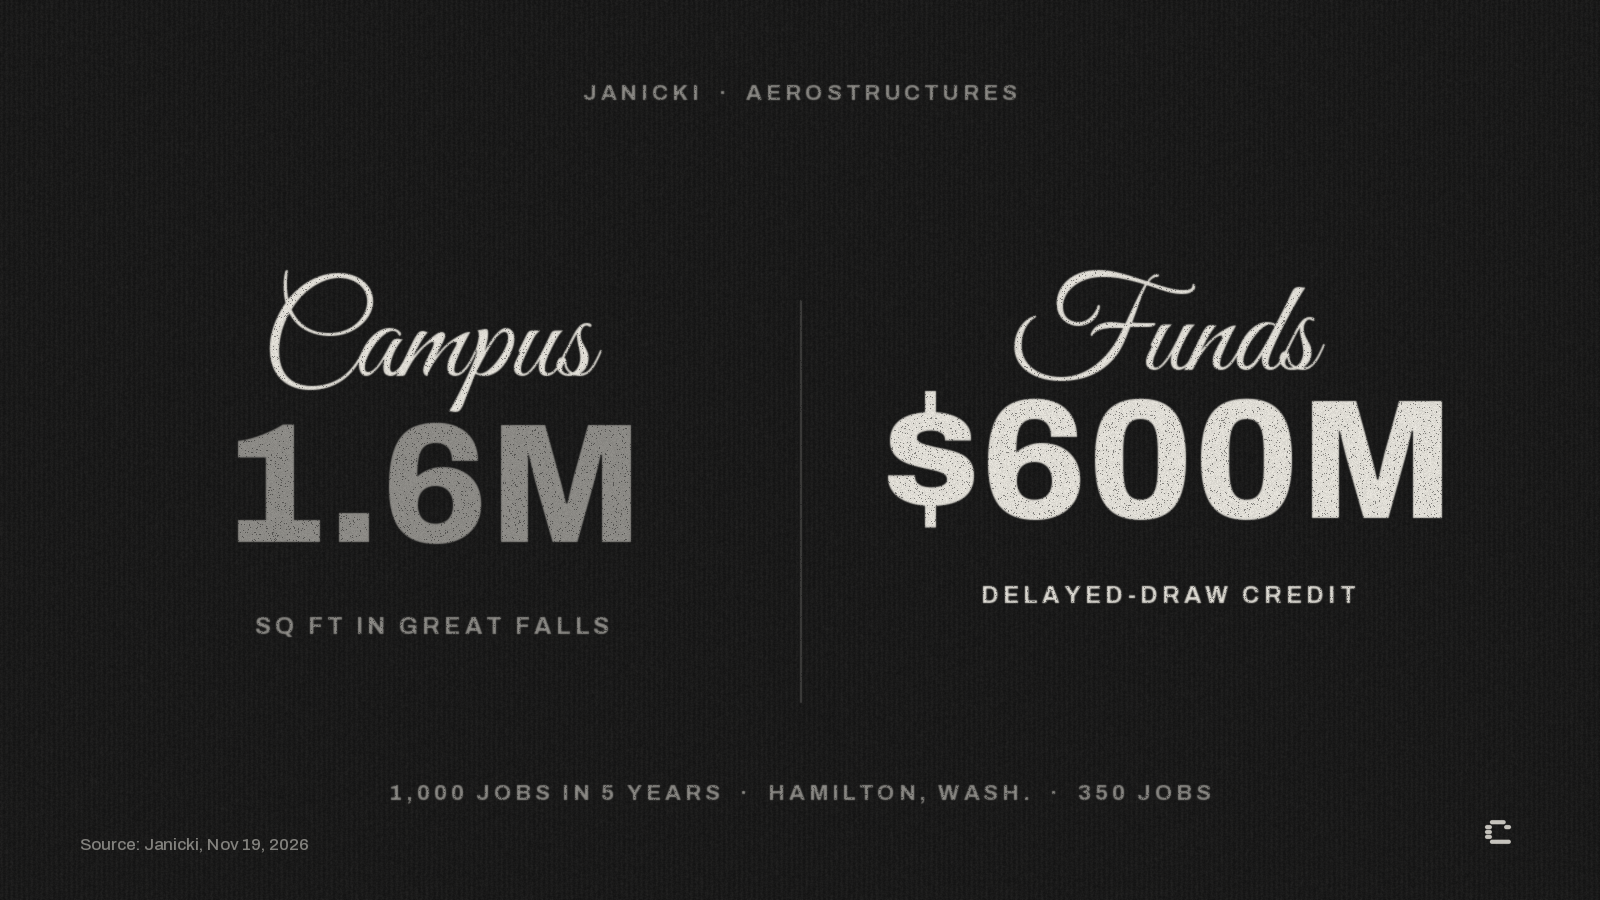 JANICKI · AEROSTRUCTURES
Campus
1.6M
SQ FT IN GREAT FALLS
Funds
$600M
DELAYED-DRAW CREDIT
1,000 JOBS IN 5 YEARS · HAMILTON, WASH. · 350 JOBS
Source: Janicki, Nov 19, 2026